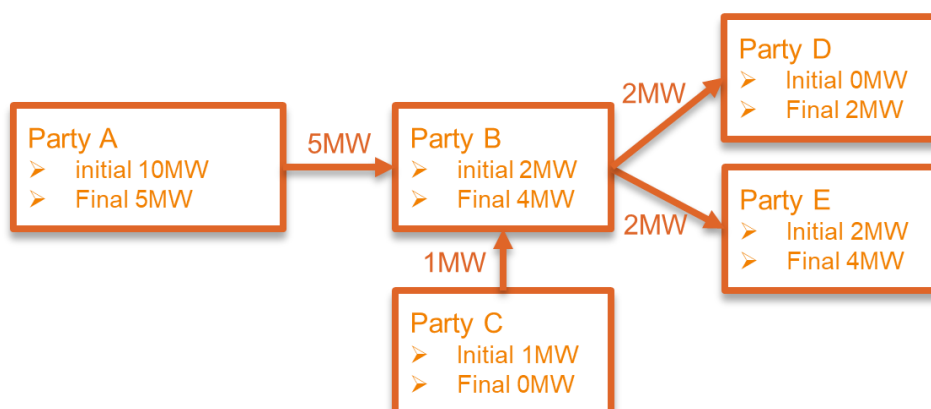 Party A
➢ initial 10MW
➢ Final 5MW
5MW
Party B
➢ initial 2MW
➢ Final 4MW
1MW
Party C
➢ Initial 1MW
➢ Final 0MW
2MW
Party D
➢ Initial 0MW
➢ Final 2MW
2MW
Party E
➢ Initial 2MW
➢ Final 4MW